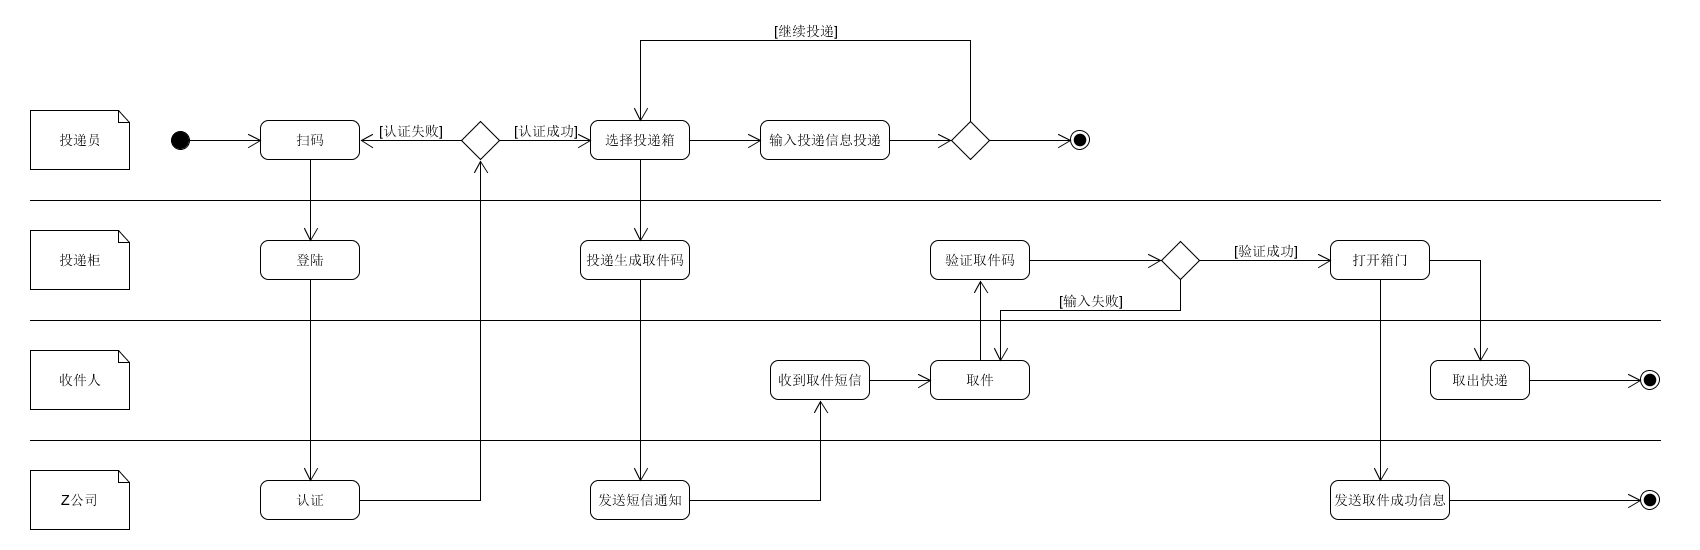 [继续投递]
投递员
扫码
[认证失败]
[认证成功]
选择投递箱
输入投递信息投递
投递柜
登陆
投递生成取件码
验证取件码
[验证成功]
打开箱门
[输入失败]
收件人
收到取件短信
取件
取出快递
Z公司
认证
发送短信通知
发送取件成功信息